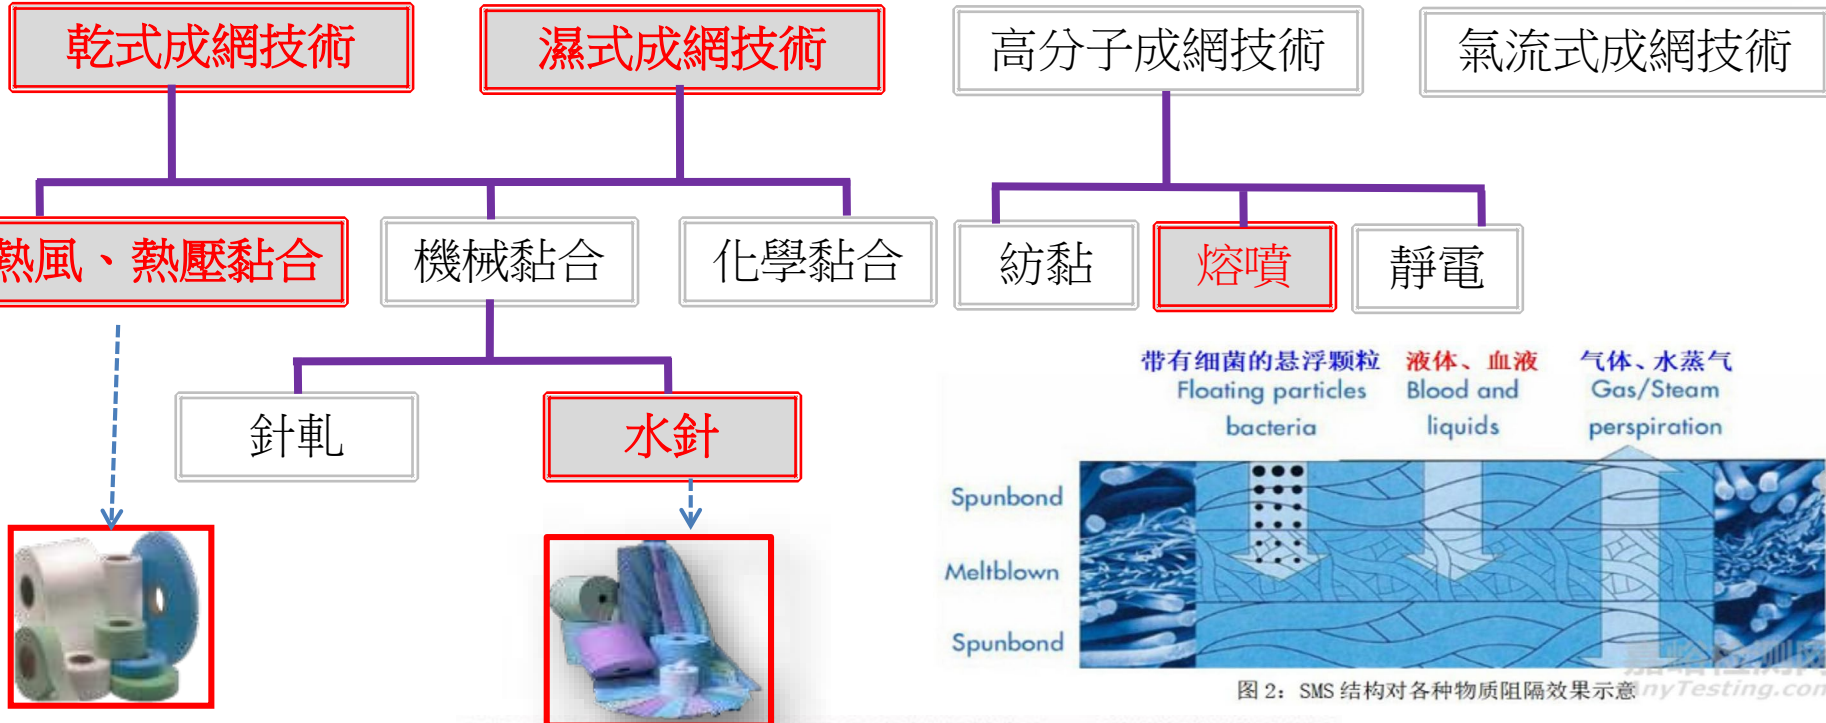 乾式成網技術
濕式成網技術
高分子成網技術
氣流式成網技術
熱風、熱壓黏合
機械黏合
化學黏合
紡黏
熔噴
靜電
針軋
水針
带有细菌的悬浮颗粒
液体、血液
气体、水蒸气
Floating particles
bacteria
Blood and
liquids
Gas/Steam
perspiration
Spunbond
Meltblown
Spunbond
图 2: SMS 结构对各种物质阻隔效果示意
AnyTesting.com